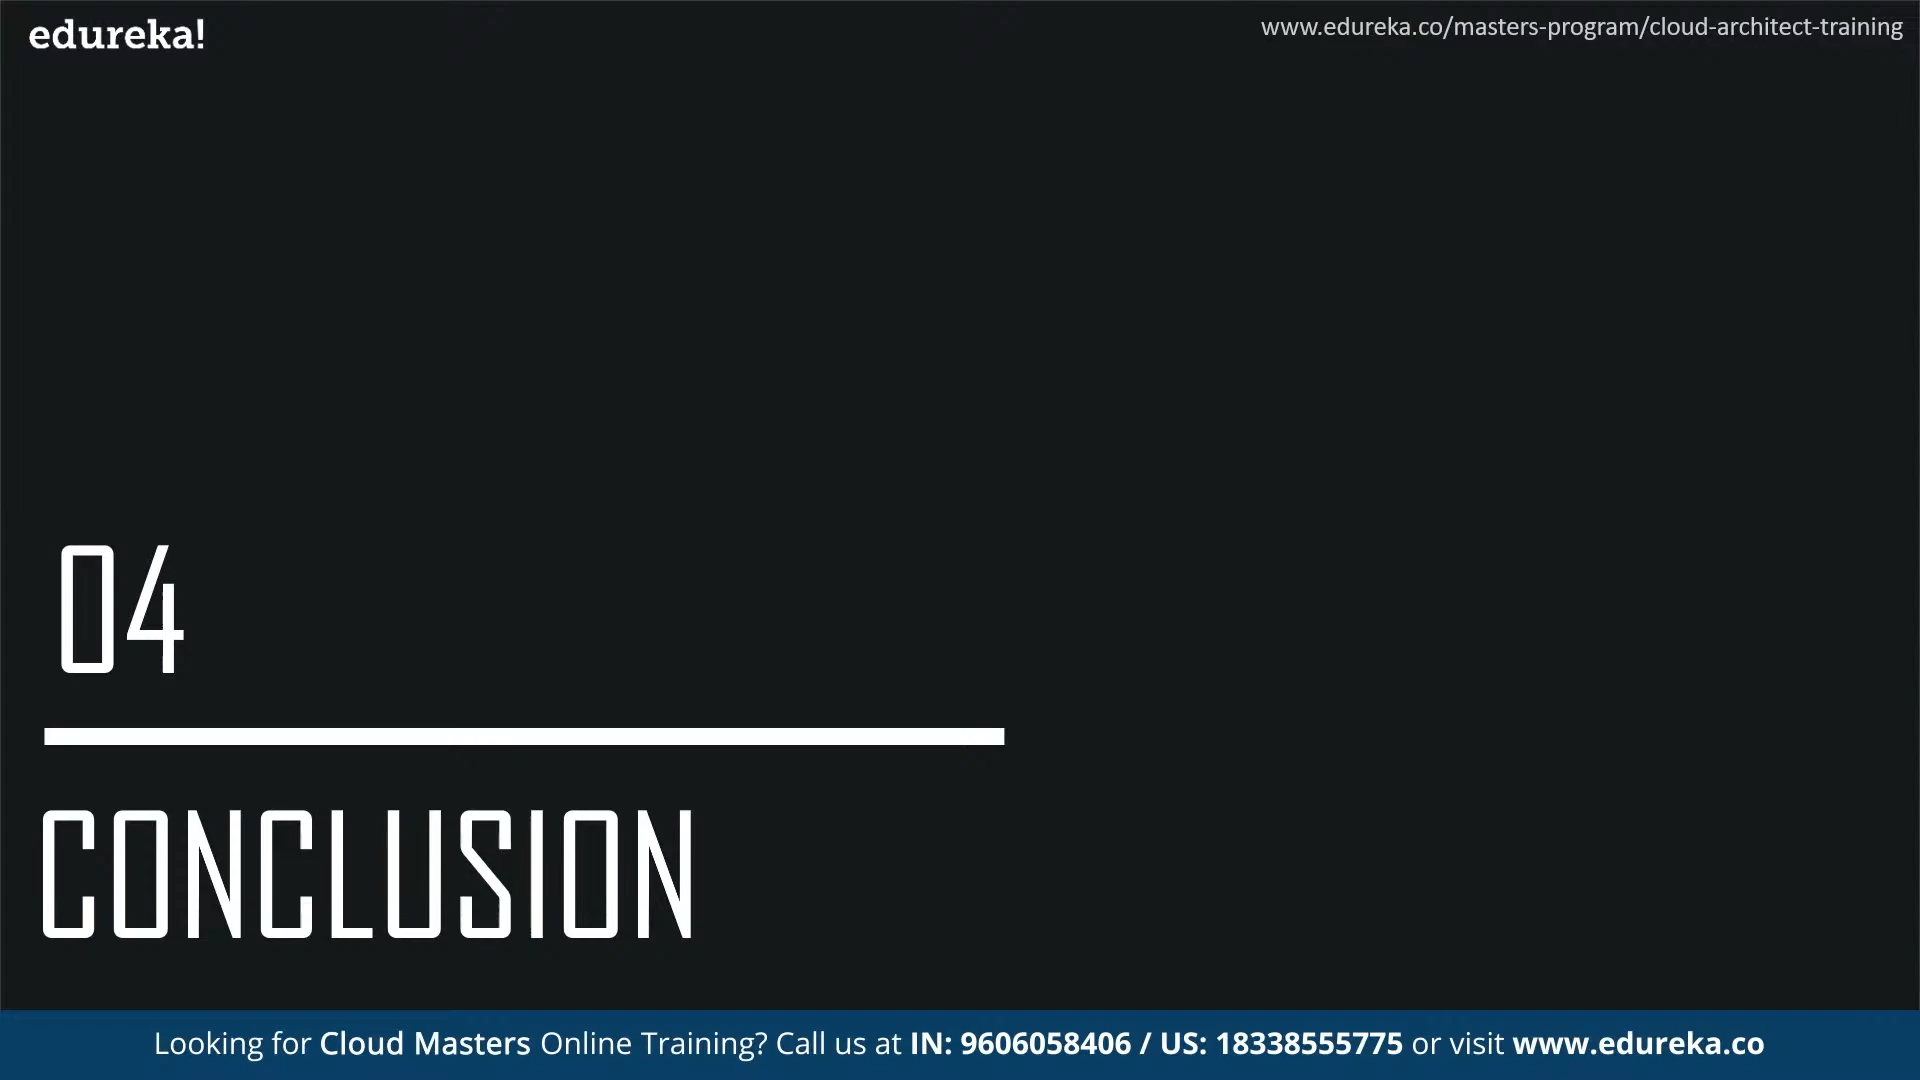 edureka!
www.edureka.co/masters-program/cloud-architect-training
04
CONCLUSION
Looking for Cloud Masters Online Training? Call us at IN: 9606058406 / US: 18338555775 or visit www.edureka.co